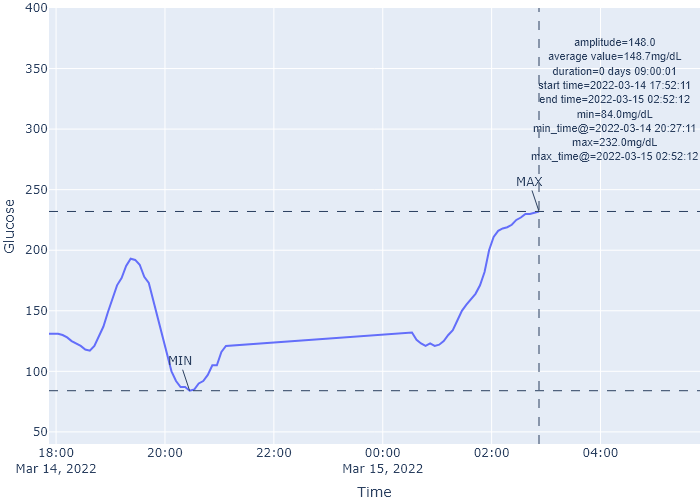 400
350
300
250
200
150
100
50
Glucose
amplitude=148.0
average value=148.7mg/dL
duration=0 days 09:00:01
start time=2022-03-14 17:52:11
end time=2022-03-15 02:52:12
min=84.0mg/dL
min_time@=2022-03-14 20:27:11
max=232.0mg/dL
max_time@=2022-03-15 02:52:12
MAX
MIN
18:00 20:00 22:00 00:00 02:00 04:00
Mar 14, 2022 Mar 15, 2022
Time